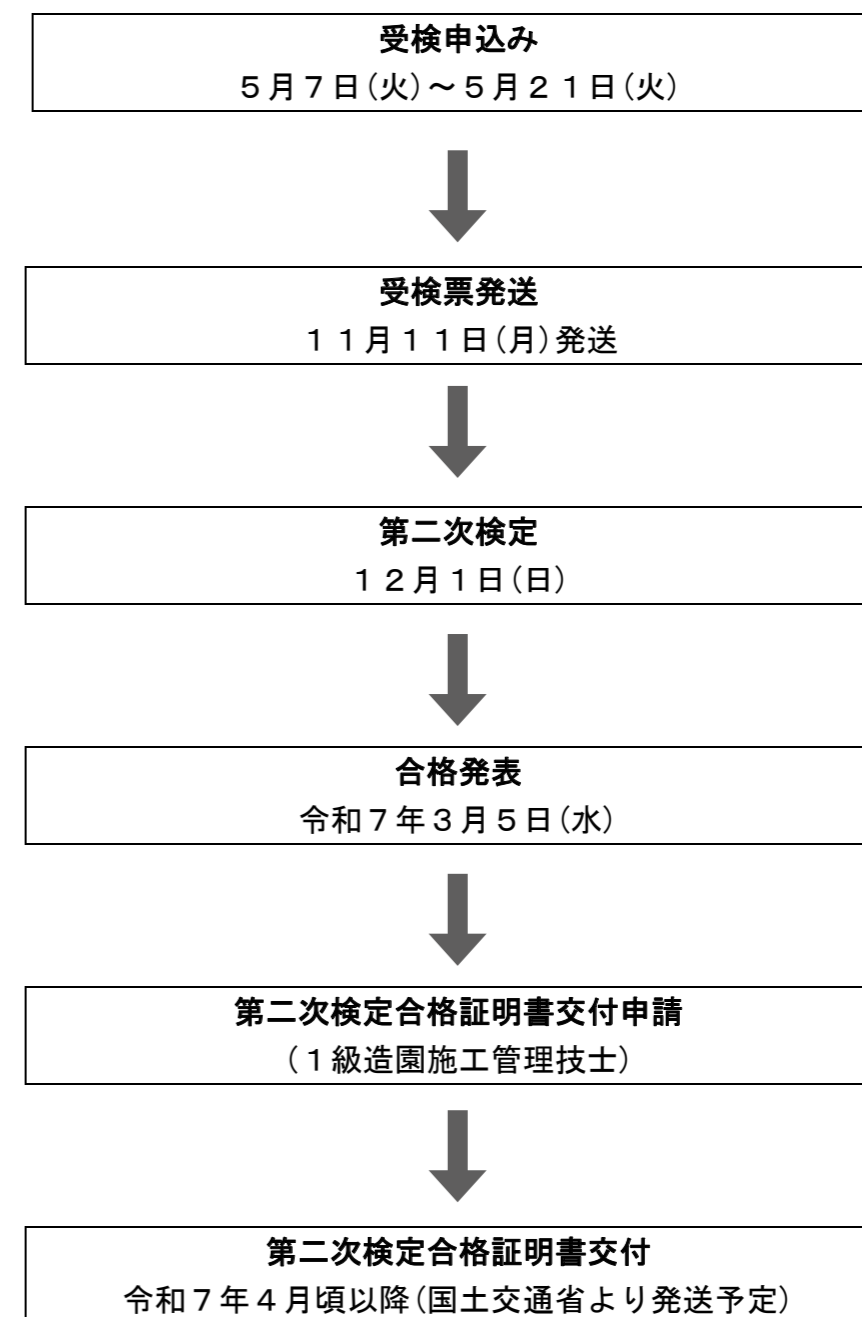 受検申込み
５月７日(火)～５月２１日(火)
受検票発送
１１月１１日(月)発送
第二次検定
１２月１日(日)
合格発表
令和７年３月５日(水)
第二次検定合格証明書交付申請
(１級造園施工管理技士)
第二次検定合格証明書交付
令和７年４月頃以降(国土交通省より発送予定)